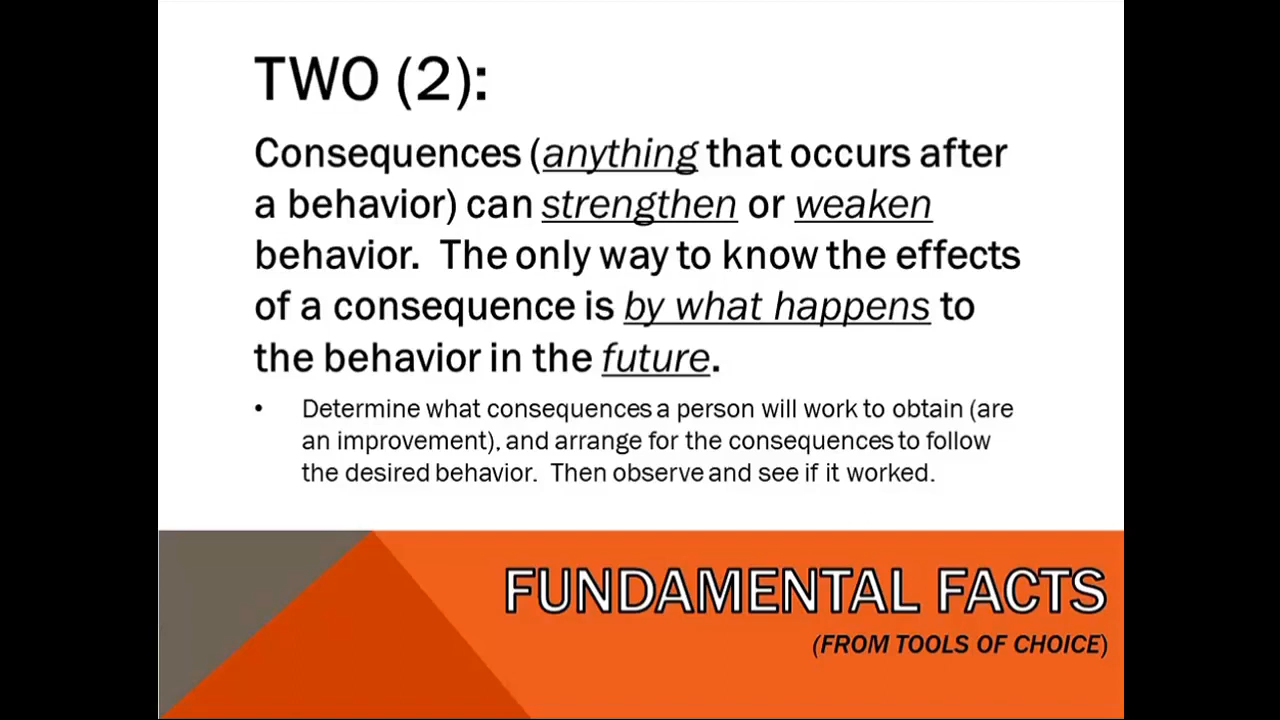 TWO (2):
Consequences (anything that occurs after
a behavior) can strengthen or weaken
behavior.  The only way to know the effects
of a consequence is by what happens to
the behavior in the future.
• Determine what consequences a person will work to obtain (are
an improvement), and arrange for the consequences to follow
the desired behavior.  Then observe and see if it worked.
FUNDAMENTAL FACTS
(FROM TOOLS OF CHOICE)